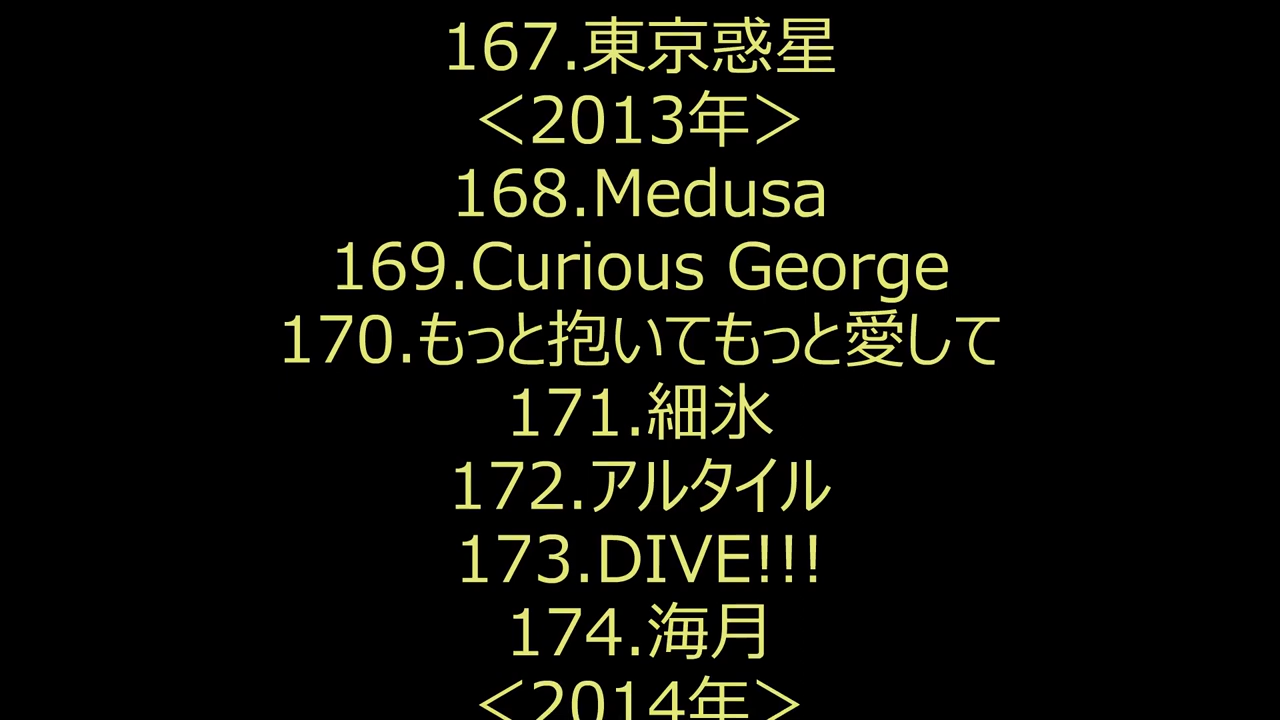 167.東京惑星
＜2013年＞
168.Medusa
169.Curious George
170.もっと抱いてもっと愛して
171.細氷
172.アルタイル
173.DIVE!!!
174.海月
＜2014年＞